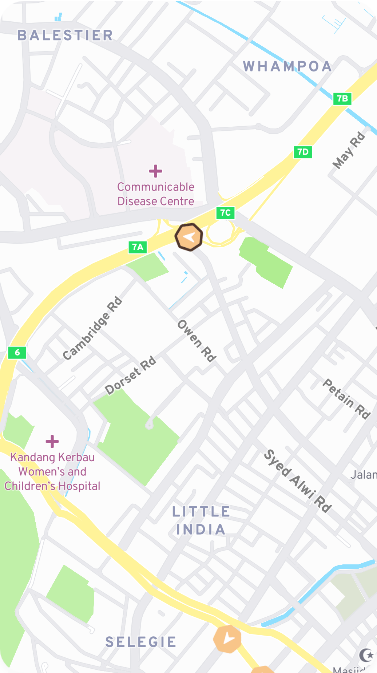 BALESTIER
WHAMPOA
7B
May Rd
7D
Communicable
Disease Centre
7C
7A
Cambridge Rd
Owen Rd
6
Dorset Rd
Petain Rd
Kandang Kerbau
Women's and
Children's Hospital
Syed Alwi Rd
Jalan
LITTLE
INDIA
SELEGIE